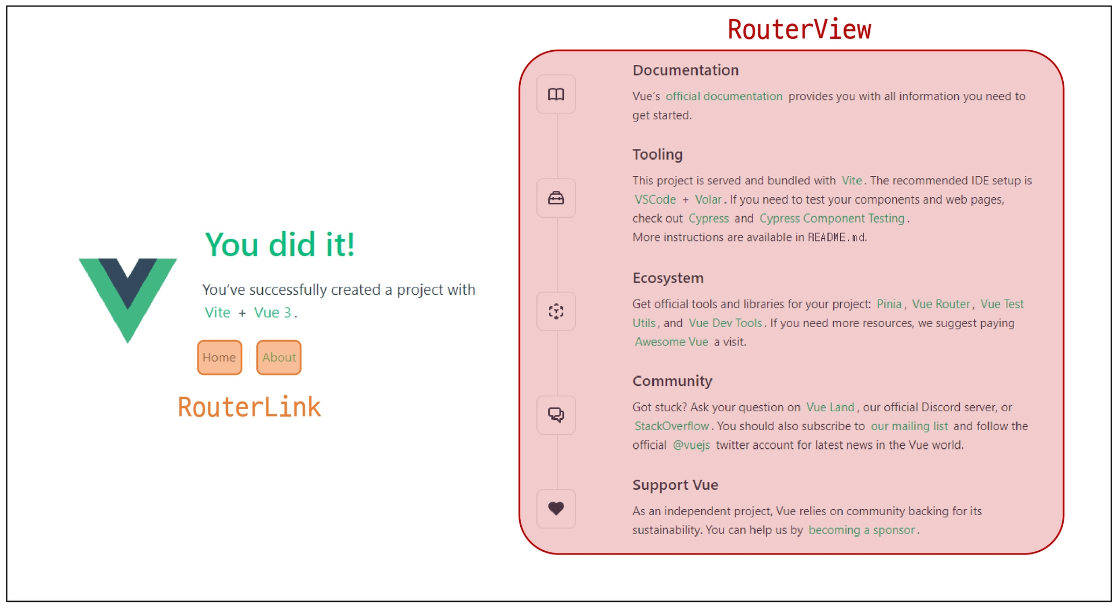 RouterView
You did it!
You've successfully created a project with
Vite + Vue 3.
Home About
RouterLink
Documentation
Vue's official documentation provides you with all information you need to
get started.
Tooling
This project is served and bundled with Vite. The recommended IDE setup is
VSCode + Volar. If you need to test your components and web pages,
check out Cypress and Cypress Component Testing.
More instructions are available in README.md.
Ecosystem
Get official tools and libraries for your project: Pinia, Vue Router, Vue Test
Utils, and Vue Dev Tools. If you need more resources, we suggest paying
Awesome Vue a visit.
Community
Got stuck? Ask your question on Vue Land, our official Discord server, or
StackOverflow. You should also subscribe to our mailing list and follow the
official @vuejs twitter account for latest news in the Vue world.
Support Vue
As an independent project, Vue relies on community backing for its
sustainability. You can help us by becoming a sponsor.